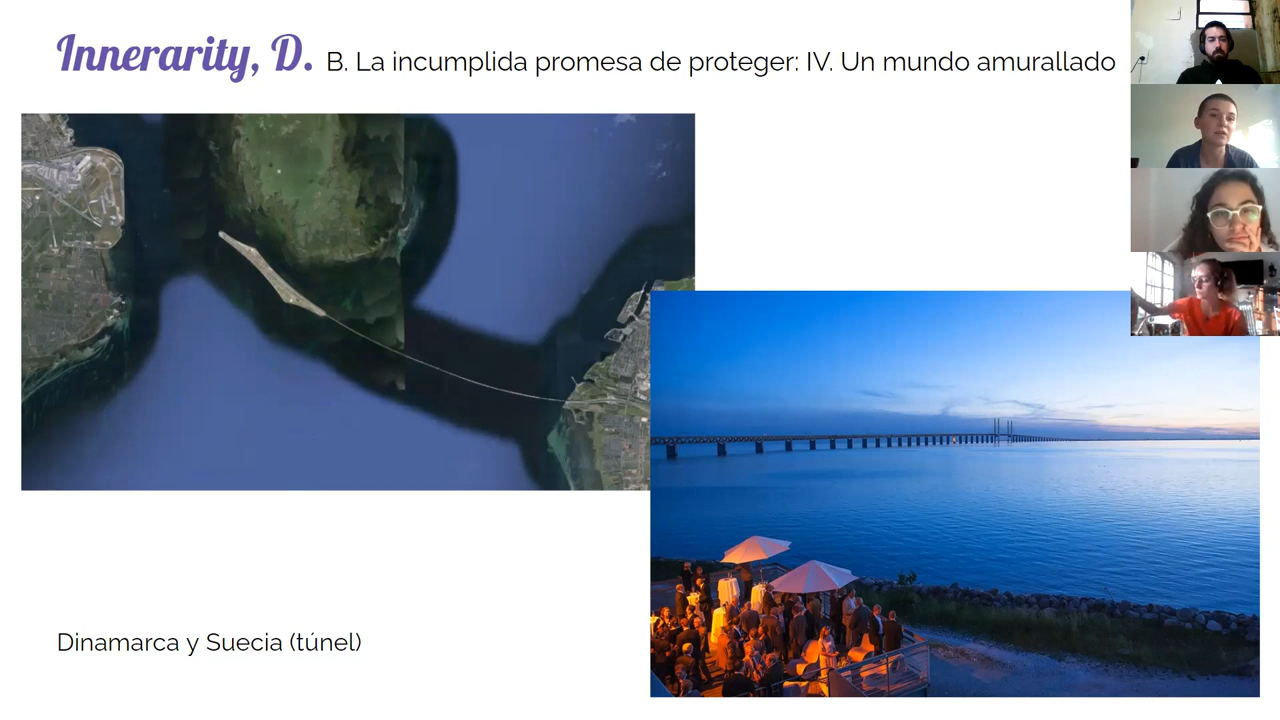 Innerarity, D. B. La incumplida promesa de proteger: IV. Un mundo amurallado
Dinamarca y Suecia (túnel)